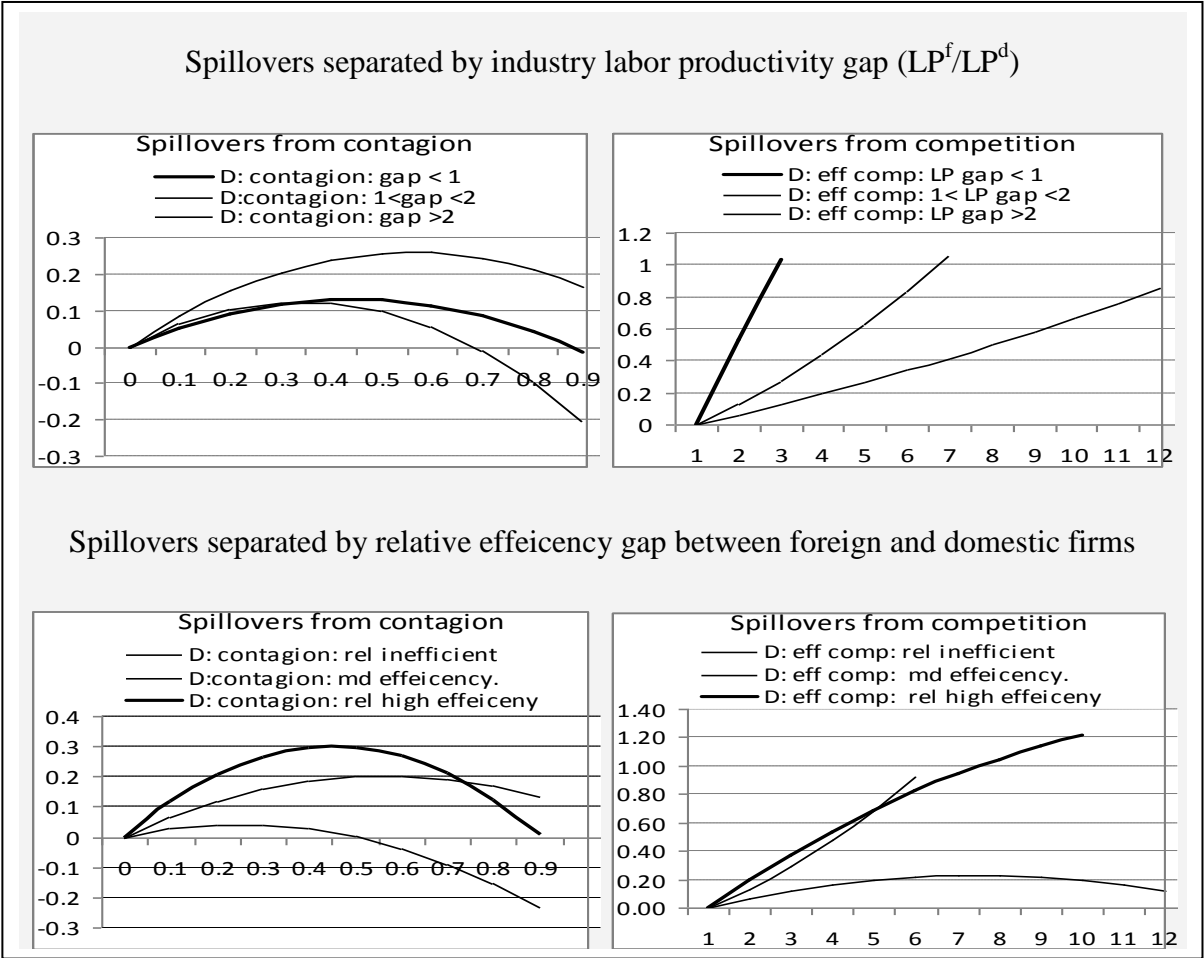 Spillovers separated by industry labor productivity gap (LPᶠ/LPᵈ)
Spillovers from contagion
D: contagion: gap < 1
D:contagion: 1<gap <2
D: contagion: gap >2
0.3
0.2
0.1
0
-0.1
-0.2
-0.3
0 0.1 0.2 0.3 0.4 0.5 0.6 0.7 0.8 0.9
Spillovers from competition
D: eff comp: LP gap < 1
D: eff comp: 1< LP gap <2
D: eff comp: LP gap >2
1.2
1
0.8
0.6
0.4
0.2
0
1 2 3 4 5 6 7 8 9 10 11 12
Spillovers separated by relative effeicency gap between foreign and domestic firms
Spillovers from contagion
D: contagion: rel inefficient
D:contagion: md effeicency.
D: contagion: rel high effeiceny
0.4
0.3
0.2
0.1
0
-0.1
-0.2
-0.3
0 0.1 0.2 0.3 0.4 0.5 0.6 0.7 0.8 0.9
Spillovers from competition
D: eff comp: rel inefficient
D: eff comp: md effeicency.
D: eff comp: rel high effeiceny
1.40
1.20
1.00
0.80
0.60
0.40
0.20
0.00
1 2 3 4 5 6 7 8 9 10 11 12